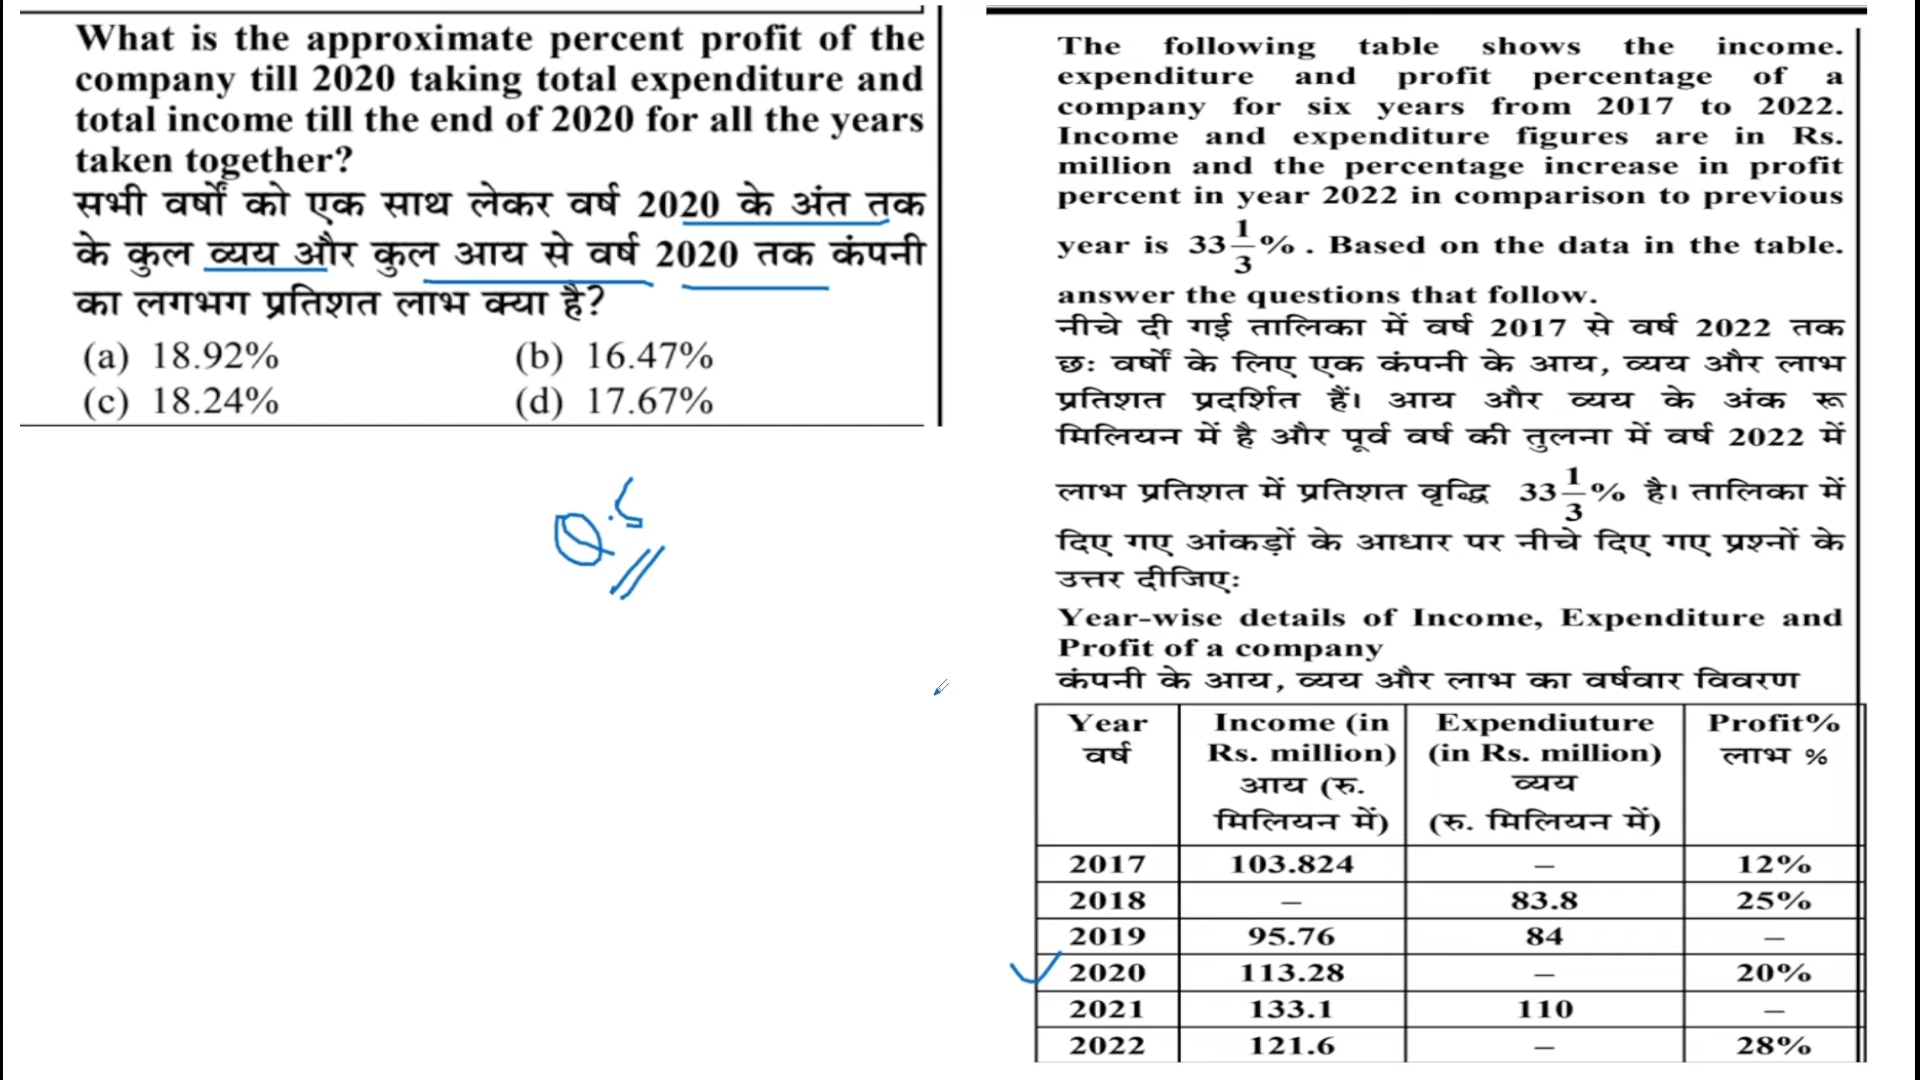 What is the approximate percent profit of the
company till 2020 taking total expenditure and
total income till the end of 2020 for all the years
taken together?
सभी वर्षों को एक साथ लेकर वर्ष 2020 के अंत तक
के कुल व्यय और कुल आय से वर्ष 2020 तक कंपनी
का लगभग प्रतिशत लाभ क्या है?
(a) 18.92% (b) 16.47%
(c) 18.24% (d) 17.67%
The following table shows the income.
expenditure and profit percentage of a
company for six years from 2017 to 2022.
Income and expenditure figures are in Rs.
million and the percentage increase in profit
percent in year 2022 in comparison to previous
year is 33 1/3 % . Based on the data in the table.
answer the questions that follow.
नीचे दी गई तालिका में वर्ष 2017 से वर्ष 2022 तक
छः वर्षों के लिए एक कंपनी के आय, व्यय और लाभ
प्रतिशत प्रदर्शित हैं। आय और व्यय के अंक रू
मिलियन में है और पूर्व वर्ष की तुलना में वर्ष 2022 में
लाभ प्रतिशत में प्रतिशत वृद्धि 33 1/3 % है। तालिका में
दिए गए आंकड़ों के आधार पर नीचे दिए गए प्रश्नों के
उत्तर दीजिए:
Year-wise details of Income, Expenditure and
Profit of a company
कंपनी के आय, व्यय और लाभ का वर्षवार विवरण
Year Income (in Expendiuture Profit%
वर्ष Rs. million) (in Rs. million) लाभ %
आय (रु. व्यय
मिलियन में) (रु. मिलियन में)
2017 103.824 – 12%
2018 – 83.8 25%
2019 95.76 84 –
2020 113.28 – 20%
2021 133.1 110 –
2022 121.6 – 28%